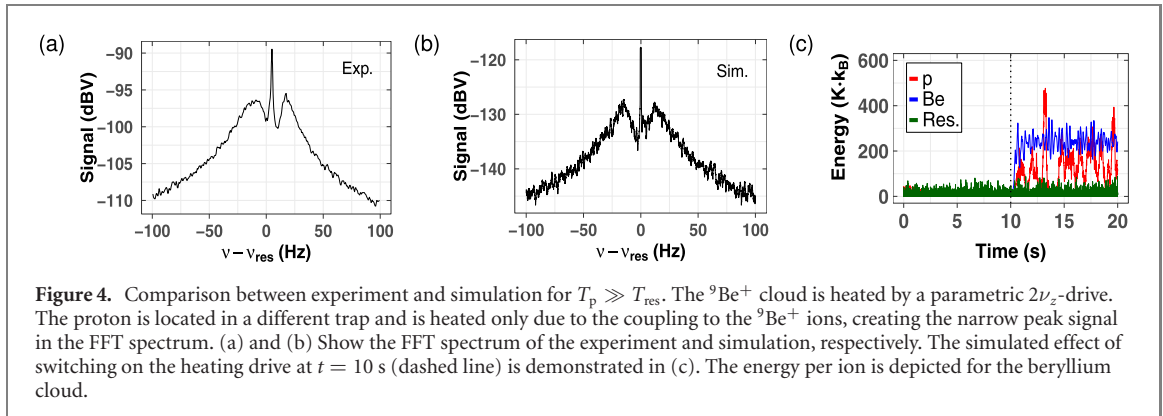 (a)
−90
−95
−100
−105
−110
Signal (dBV)
Exp.
−100 −50 0 50 100
ν − νres (Hz)
(b)
−120
−130
−140
Signal (dBV)
Sim.
−100 −50 0 50 100
ν − νres (Hz)
(c)
600
400
200
0
Energy (K·kB)
p
Be
Res.
0 5 10 15 20
Time (s)
Figure 4. Comparison between experiment and simulation for Tp ≫ Tres. The ⁹Be⁺ cloud is heated by a parametric 2νz-drive.
The proton is located in a different trap and is heated only due to the coupling to the ⁹Be⁺ ions, creating the narrow peak signal
in the FFT spectrum. (a) and (b) Show the FFT spectrum of the experiment and simulation, respectively. The simulated effect of
switching on the heating drive at t = 10 s (dashed line) is demonstrated in (c). The energy per ion is depicted for the beryllium
cloud.